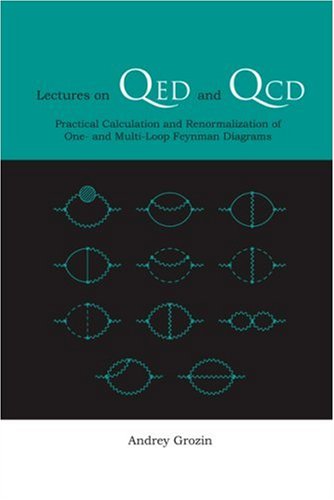 Lectures on QED and QCD
Practical Calculation and Renormalization of
One- and Multi-Loop Feynman Diagrams
Andrey Grozin